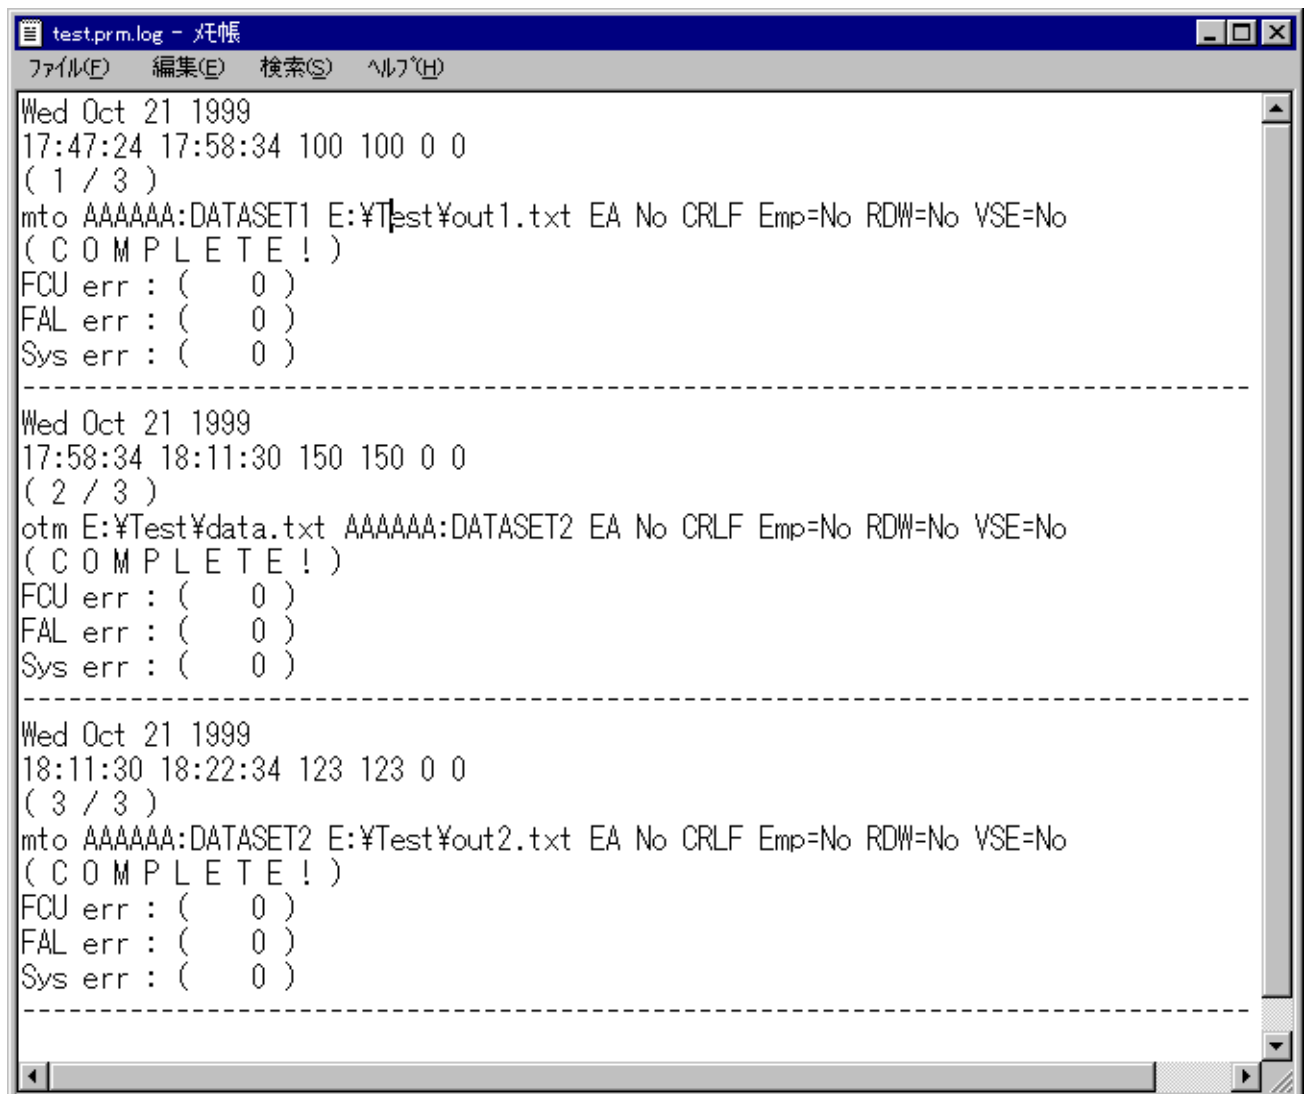 test.prm.log - メモ帳
ファイル(F) 編集(E) 検索(S) ヘルプ(H)
Wed Oct 21 1999
17:47:24 17:58:34 100 100 0 0
( 1 / 3 )
mto AAAAAA:DATASET1 E:¥Test¥out1.txt EA No CRLF Emp=No RDW=No VSE=No
( C O M P L E T E ! )
FCU err : (    0 )
FAL err : (    0 )
Sys err : (    0 )
--------------------------------------------------------------------------------
Wed Oct 21 1999
17:58:34 18:11:30 150 150 0 0
( 2 / 3 )
otm E:¥Test¥data.txt AAAAAA:DATASET2 EA No CRLF Emp=No RDW=No VSE=No
( C O M P L E T E ! )
FCU err : (    0 )
FAL err : (    0 )
Sys err : (    0 )
--------------------------------------------------------------------------------
Wed Oct 21 1999
18:11:30 18:22:34 123 123 0 0
( 3 / 3 )
mto AAAAAA:DATASET2 E:¥Test¥out2.txt EA No CRLF Emp=No RDW=No VSE=No
( C O M P L E T E ! )
FCU err : (    0 )
FAL err : (    0 )
Sys err : (    0 )
--------------------------------------------------------------------------------